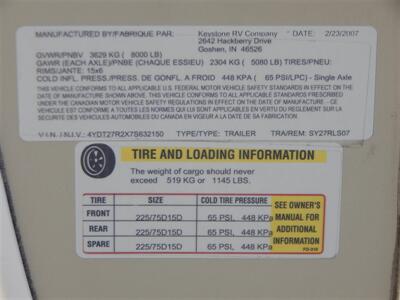 MANUFACTURED BY/FABRIQUE PAR: Keystone RV Company DATE: 2/23/2007
2642 Hackberry Drive
Goshen, IN 46526
GVWR/PNBV 3629 KG ( 8000 LB)
GAWR (EACH AXLE)/PNBE (CHAQUE ESSIEU) 2304 KG ( 5080 LB) TIRES/PNEU:
RIMS/JANTE: 15x6
COLD INFL. PRESS./PRESS. DE GONFL. A FROID 448 KPA ( 65 PSI/LPC) - Single Axle
THIS VEHICLE CONFORMS TO ALL APPLICABLE U.S. FEDERAL MOTOR VEHICLE SAFETY STANDARDS IN EFFECT ON THE
DATE OF MANUFACTURE SHOWN ABOVE. THIS VEHICLE CONFORMS TO ALL APPLICABLE STANDARDS PRESCRIBED
UNDER THE CANADIAN MOTOR VEHICLE SAFETY REGULATIONS IN EFFECT ON THE DATE OF MANUFACTURE. CE
VEHICULE EST CONFORME A TOUTES LES NORMES QUI LUI SONT APPLICABLES EN VERTU DU REGLEMENT SUR LA
SECURITE DES VEHICULES AUTOMOBILES DU CANADA EN VIGUEUR A LA DATE DE SA FABRICATION
V.I.N. / N.I.V.: 4YDT27R2X7S632150 TYPE/TYPE: TRAILER TRA/REM: SY27RLS07
TIRE AND LOADING INFORMATION
The weight of cargo should never
exceed 519 KG or 1145 LBS.
TIRE SIZE COLD TIRE PRESSURE
FRONT 225/75D15D 65 PSI, 448 KPa
REAR 225/75D15D 65 PSI, 448 KPa
SPARE 225/75D15D 65 PSI, 448 KPa
SEE OWNER'S
MANUAL FOR
ADDITIONAL
INFORMATION